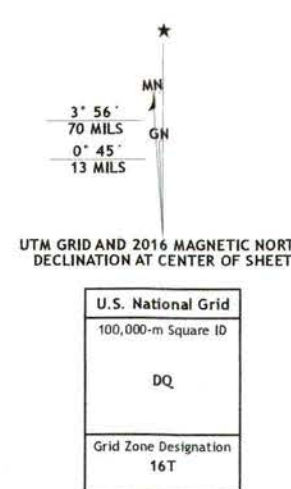 MN
3° 56´
70 MILS
GN
0° 45´
13 MILS
UTM GRID AND 2016 MAGNETIC NORT
DECLINATION AT CENTER OF SHEET
U.S. National Grid
100,000-m Square ID
DQ
Grid Zone Designation
16T